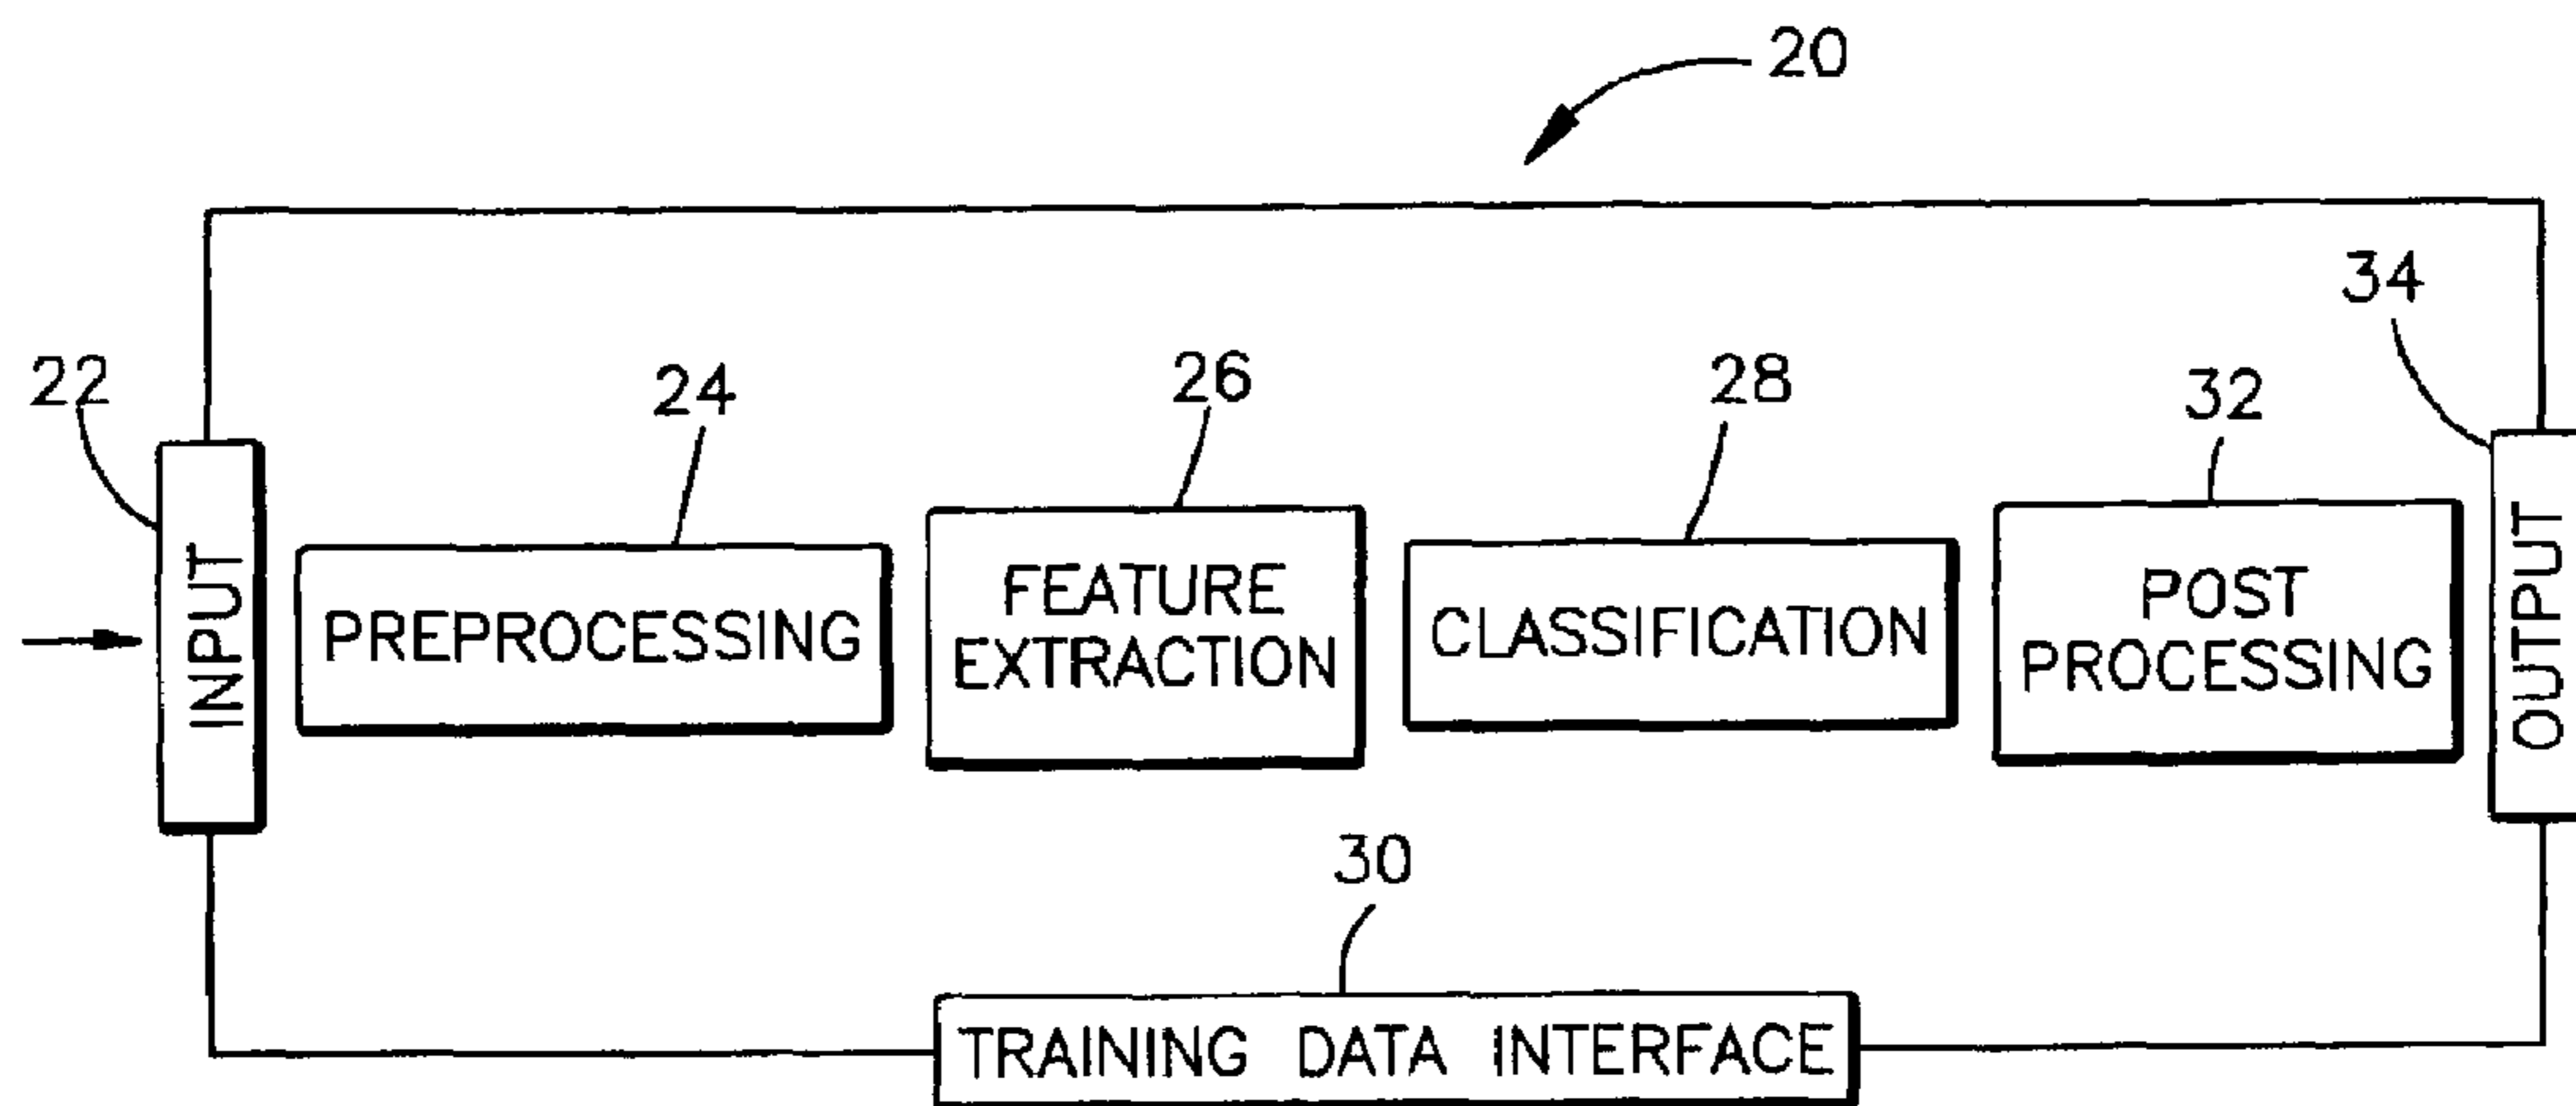 20
34
22
24
26
28
32
INPUT
PREPROCESSING
FEATURE
EXTRACTION
CLASSIFICATION
POST
PROCESSING
OUTPUT
30
TRAINING DATA INTERFACE